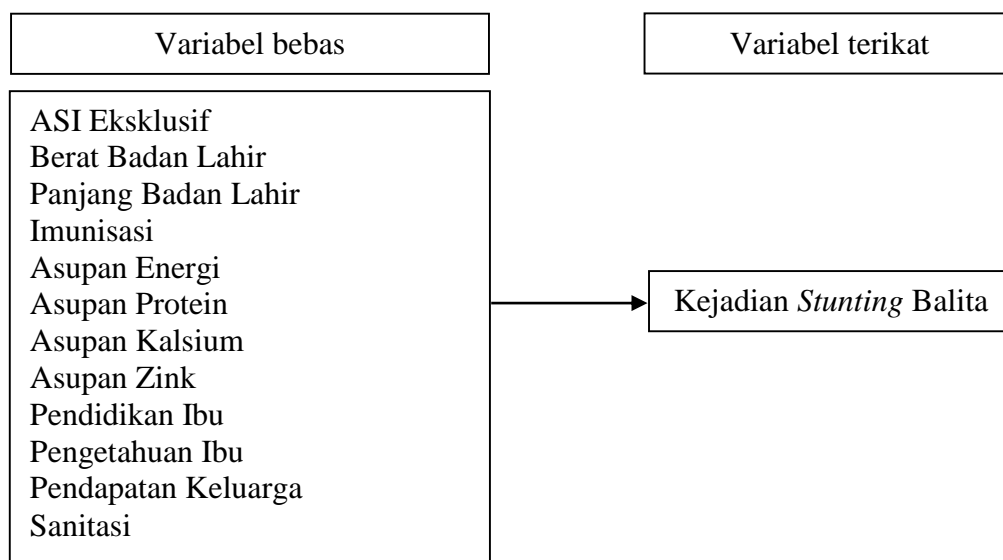 Variabel bebas
Variabel terikat
ASI Eksklusif
Berat Badan Lahir
Panjang Badan Lahir
Imunisasi
Asupan Energi
Asupan Protein
Asupan Kalsium
Asupan Zink
Pendidikan Ibu
Pengetahuan Ibu
Pendapatan Keluarga
Sanitasi
Kejadian Stunting Balita